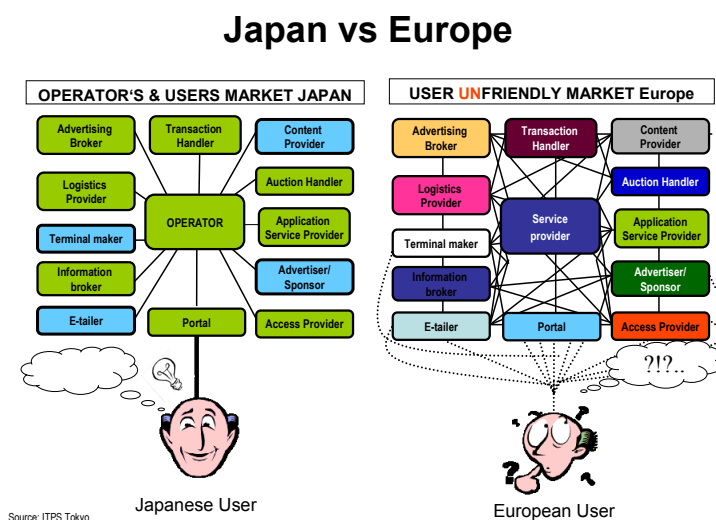 Japan vs Europe
OPERATOR'S & USERS MARKET JAPAN
Advertising
Broker
Transaction
Handler
Content
Provider
Logistics
Provider
Auction Handler
OPERATOR
Application
Service Provider
Terminal maker
Information
broker
Advertiser/
Sponsor
E-tailer
Portal
Access Provider
Japanese User
Source: ITPS Tokyo
USER UNFRIENDLY MARKET Europe
Advertising
Broker
Transaction
Handler
Content
Provider
Logistics
Provider
Auction Handler
Service
provider
Application
Service Provider
Terminal maker
Information
broker
Advertiser/
Sponsor
E-tailer
Portal
Access Provider
?!?..
?
European User